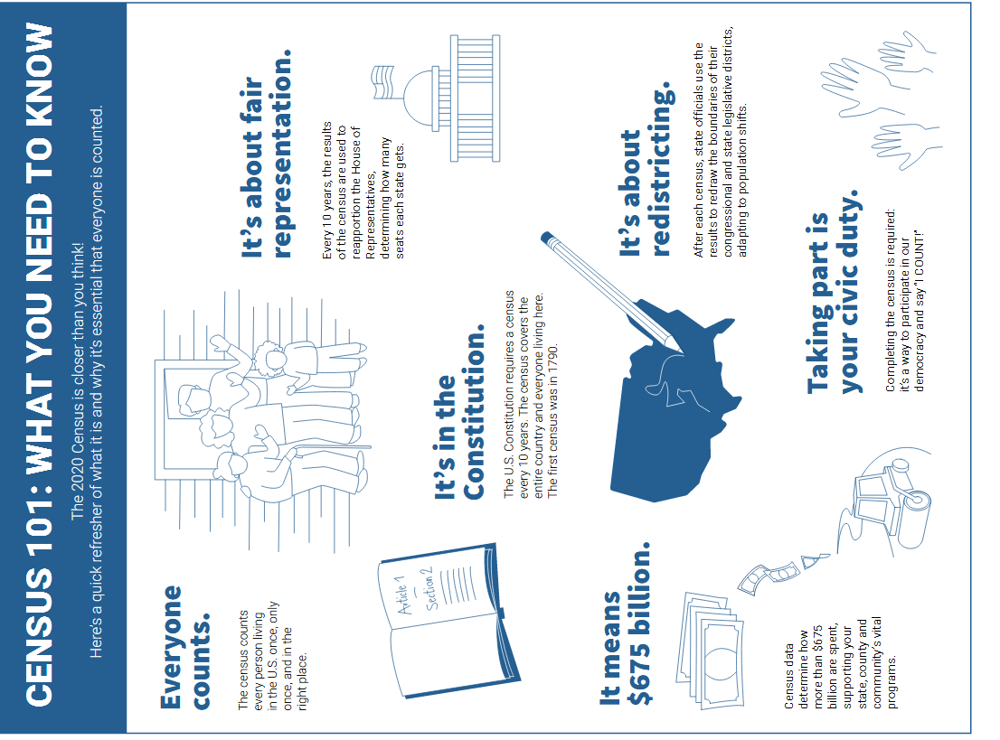 CENSUS 101: WHAT YOU NEED TO KNOW
The 2020 Census is closer than you think!
Here's a quick refresher of what it is and why it's essential that everyone is counted.
Everyone
counts.
The census counts
every person living
in the U.S. once, only
once, and in the
right place.
It's about fair
representation.
Every 10 years, the results
of the census are used to
reapportion the House of
Representatives,
determining how many
seats each state gets.
Article 1
Section 2
It's in the
Constitution.
The U.S. Constitution requires a census
every 10 years. The census covers the
entire country and everyone living here.
The first census was in 1790.
It's about
redistricting.
After each census, state officials use the
results to redraw the boundaries of their
congressional and state legislative districts,
adapting to population shifts.
It means
$675 billion.
Census data
determine how
more than $675
billion are spent,
supporting your
state, county and
community's vital
programs.
Taking part is
your civic duty.
Completing the census is required:
it's a way to participate in our
democracy and say "I COUNT!"